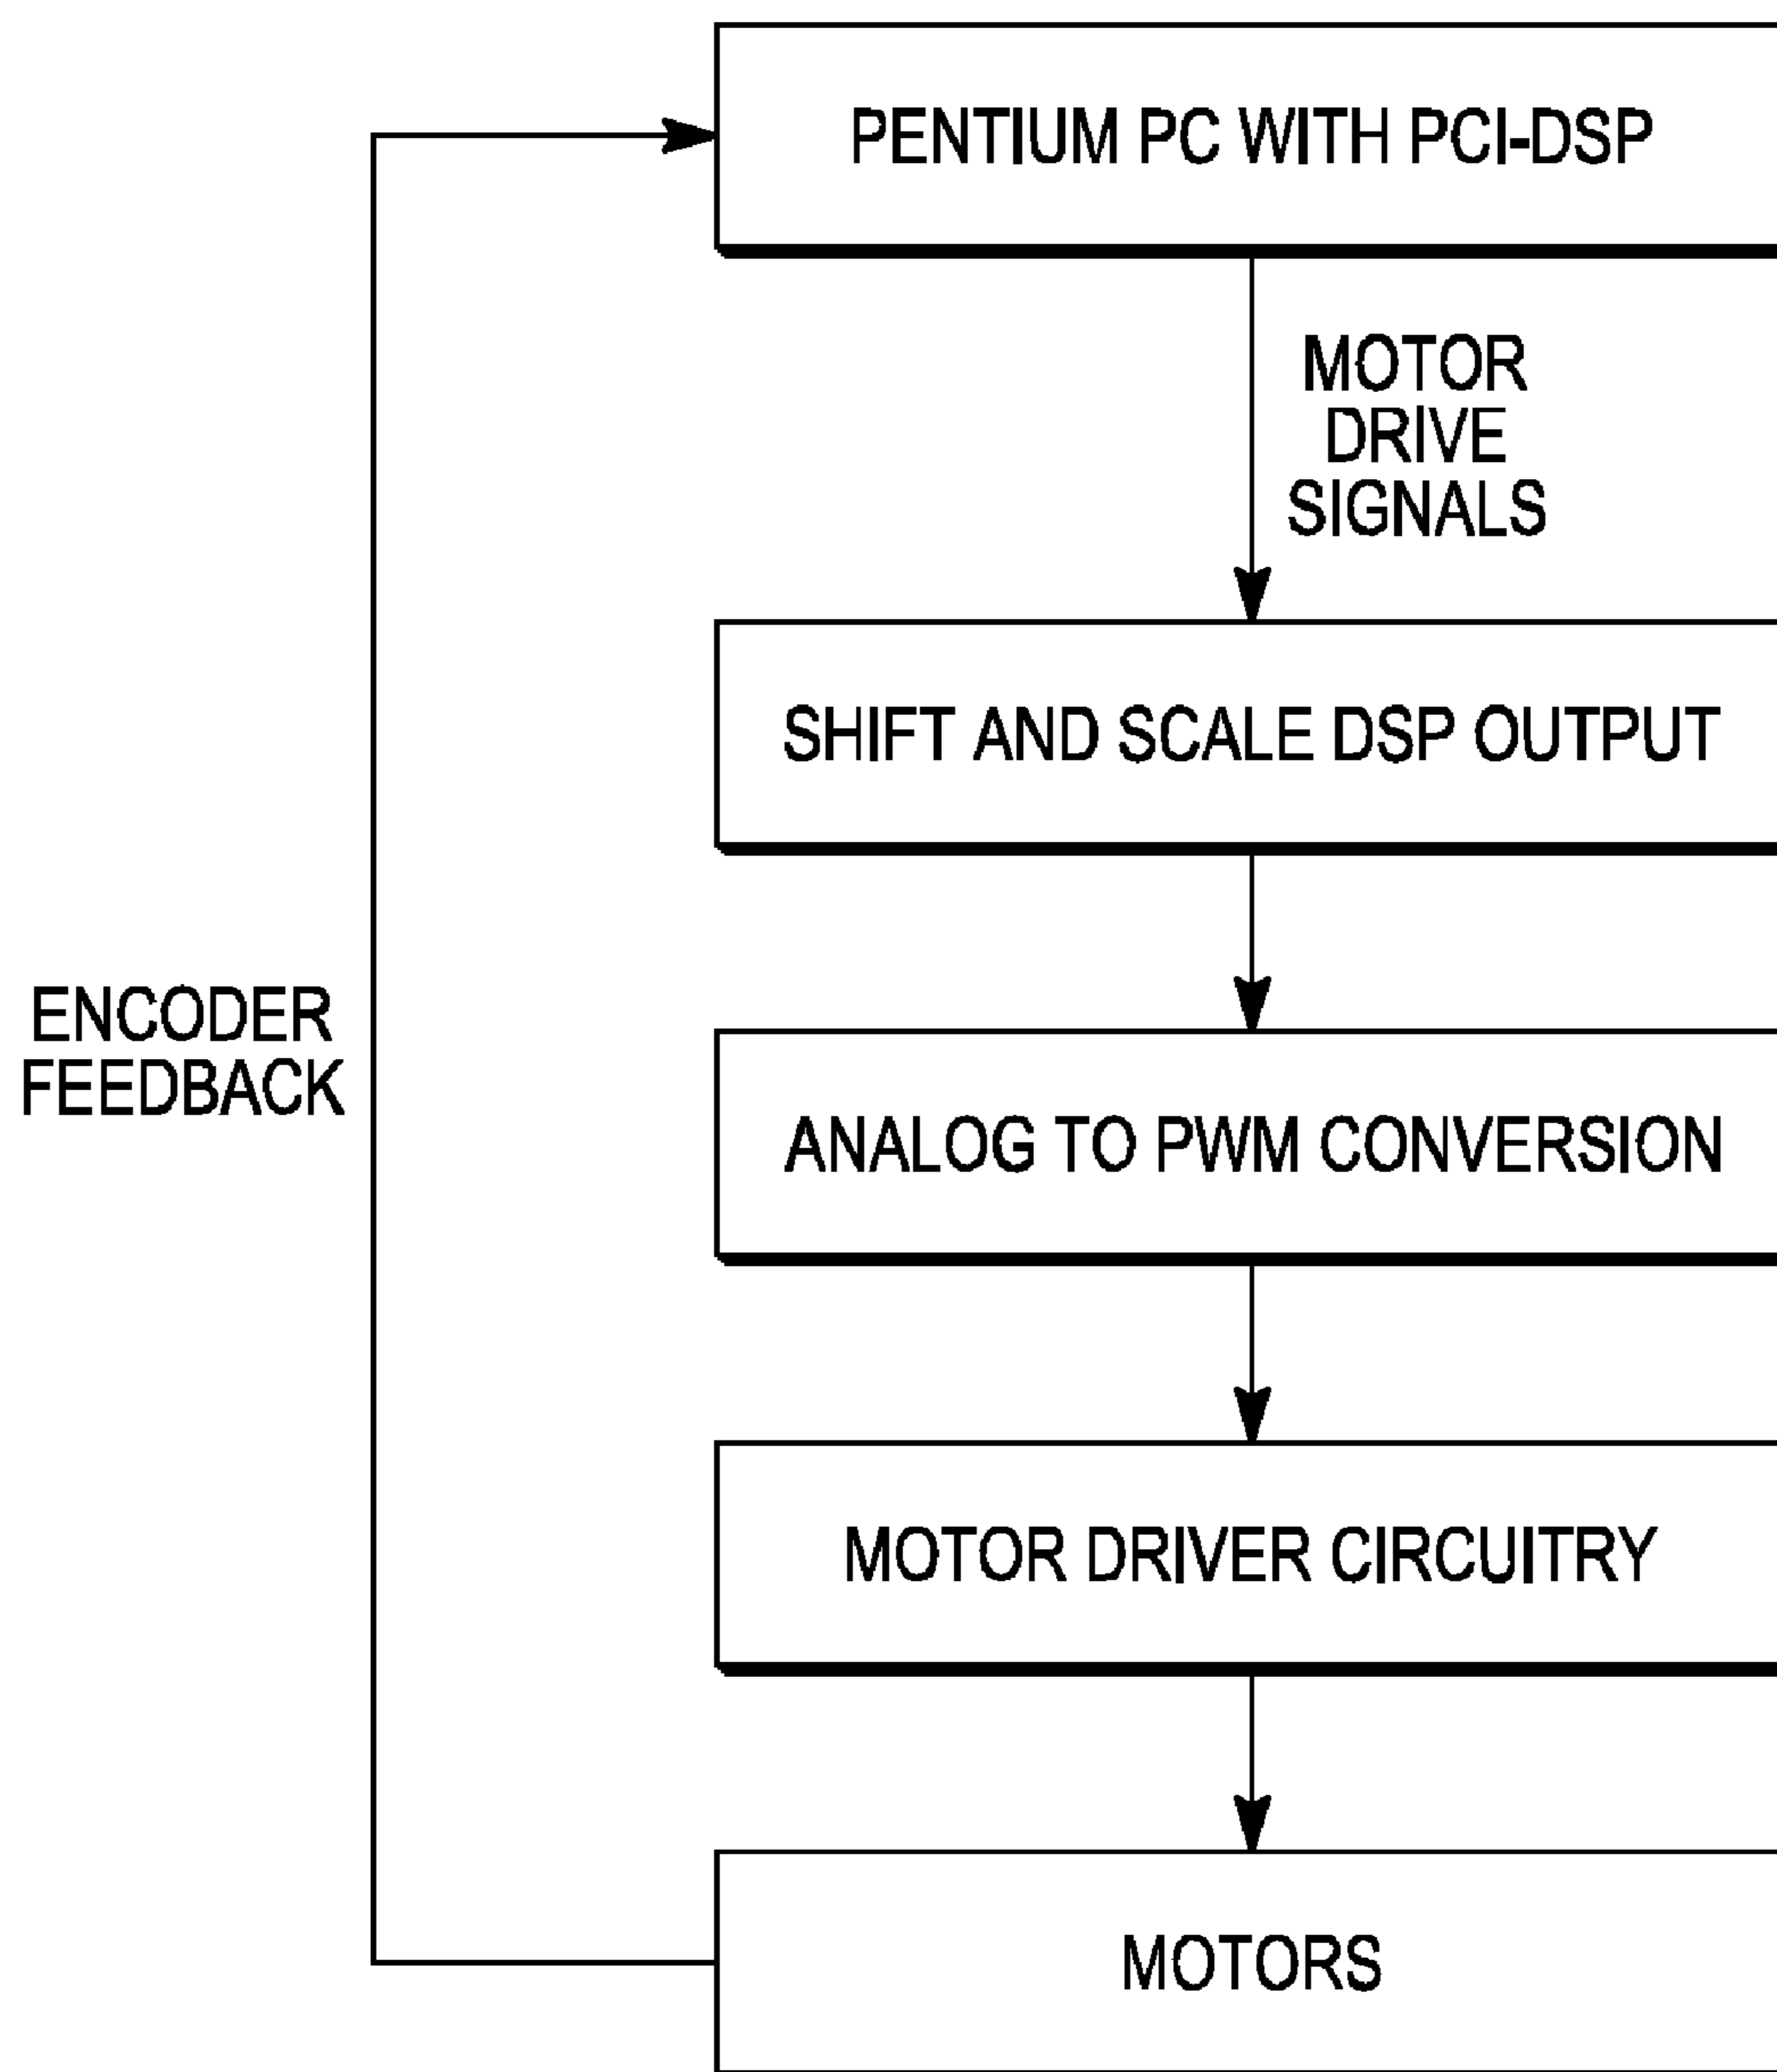 PENTIUM PC WITH PCI-DSP
MOTOR
DRIVE
SIGNALS
SHIFT AND SCALE DSP OUTPUT
ENCODER
FEEDBACK
ANALOG TO PWM CONVERSION
MOTOR DRIVER CIRCUITRY
MOTORS